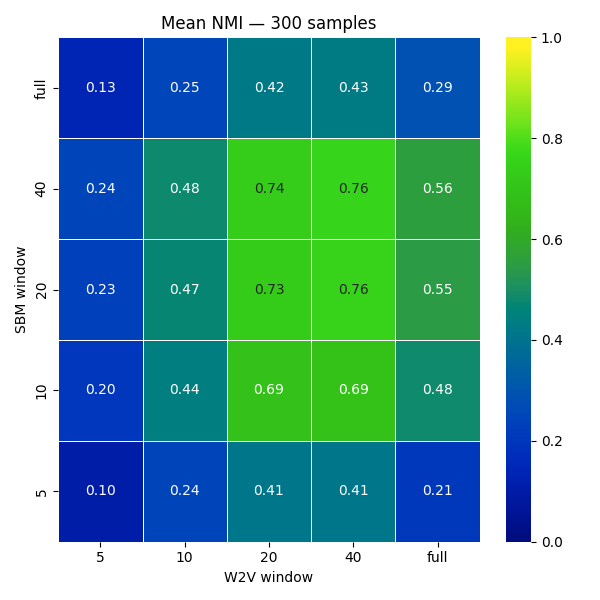 Mean NMI — 300 samples
full 0.13 0.25 0.42 0.43 0.29
40 0.24 0.48 0.74 0.76 0.56
20 0.23 0.47 0.73 0.76 0.55
10 0.20 0.44 0.69 0.69 0.48
5 0.10 0.24 0.41 0.41 0.21
5 10 20 40 full
W2V window
SBM window
1.0
0.8
0.6
0.4
0.2
0.0